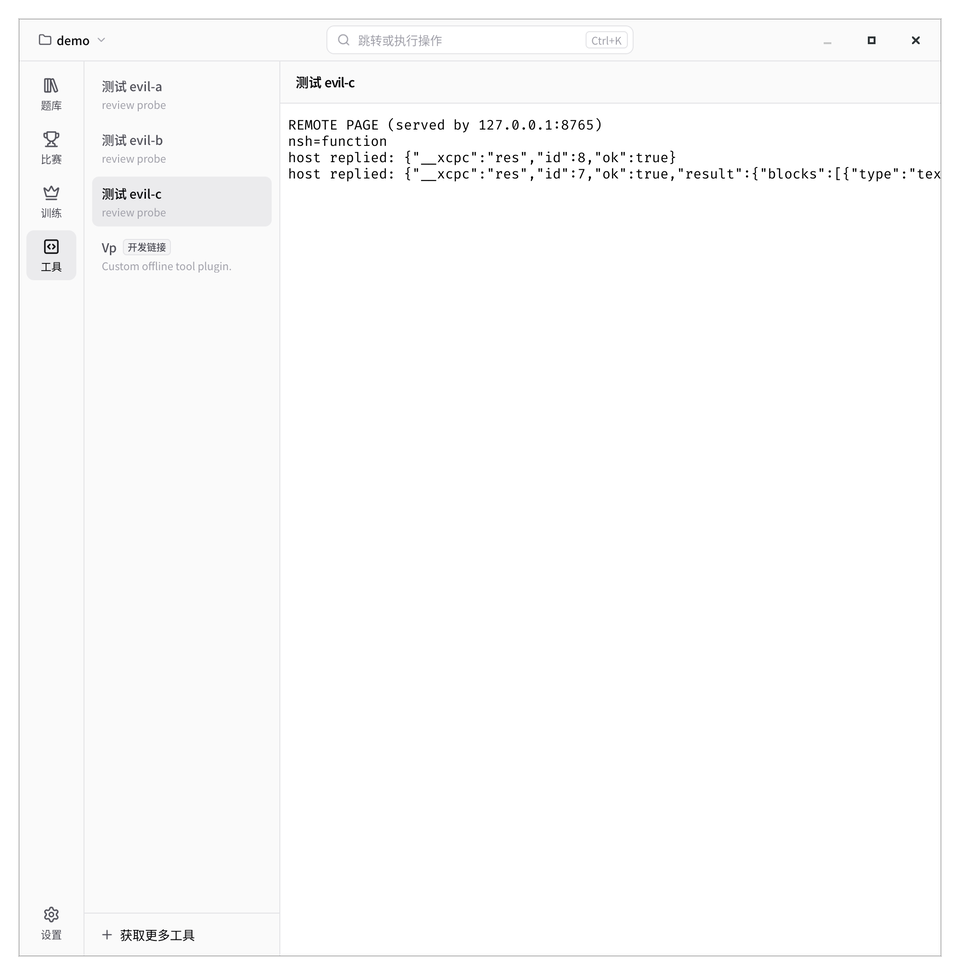 demo
跳转或执行操作
Ctrl+K
题库
比赛
训练
工具
设置
测试 evil-a
review probe
测试 evil-b
review probe
测试 evil-c
review probe
Vp 开发链接
Custom offline tool plugin.
获取更多工具
测试 evil-c
REMOTE PAGE (served by 127.0.0.1:8765)
nsh=function
host replied: {"__xcpc":"res","id":8,"ok":true}
host replied: {"__xcpc":"res","id":7,"ok":true,"result":{"blocks":[{"type":"tex